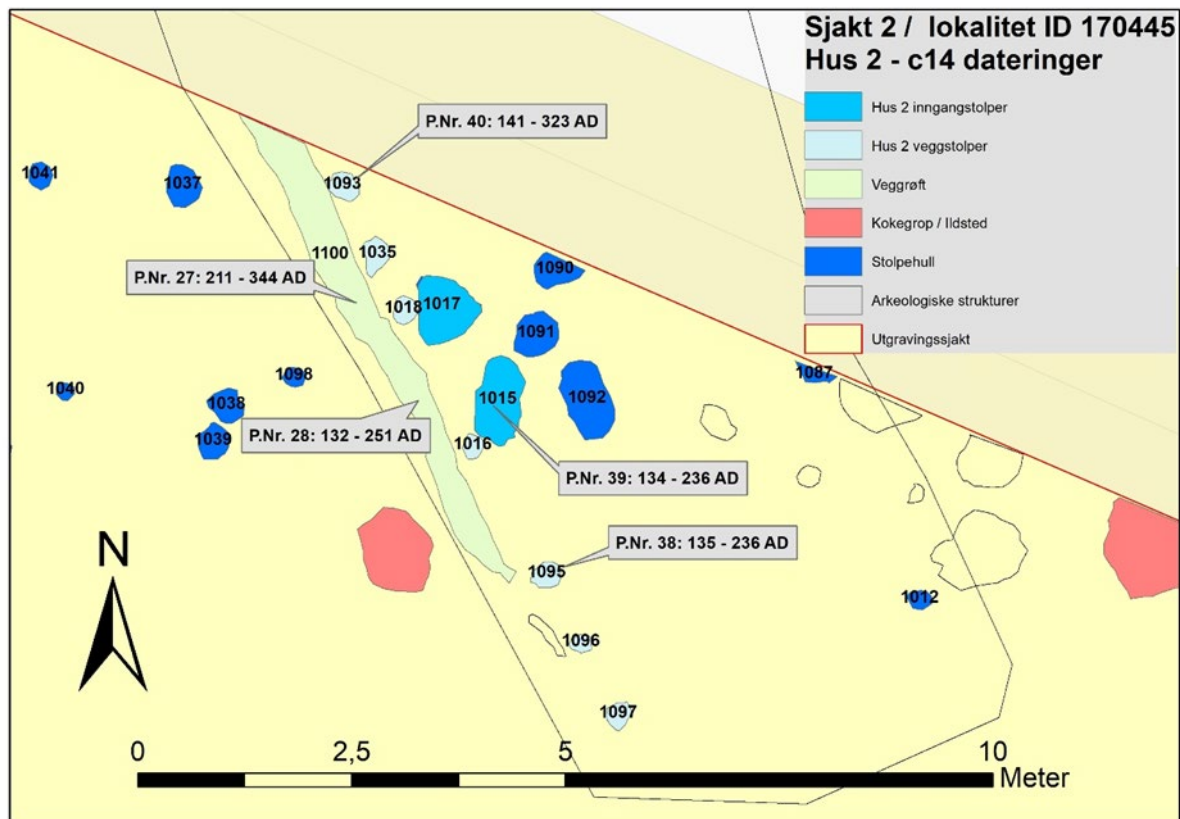 Sjakt 2 / lokalitet ID 170445
Hus 2 - c14 dateringer
Hus 2 inngangstolper
Hus 2 veggstolper
Veggrøft
Kokegrop / Ildsted
Stolpehull
Arkeologiske strukturer
Utgravingssjakt
P.Nr. 40: 141 - 323 AD
1041
1037
1093
1100
1035
P.Nr. 27: 211 - 344 AD
1018
1017
1090
1091
1087
1040
1098
1038
1039
1015
1092
P.Nr. 28: 132 - 251 AD
1016
P.Nr. 39: 134 - 236 AD
P.Nr. 38: 135 - 236 AD
1095
1012
1096
1097
N
0
2,5
5
10
Meter